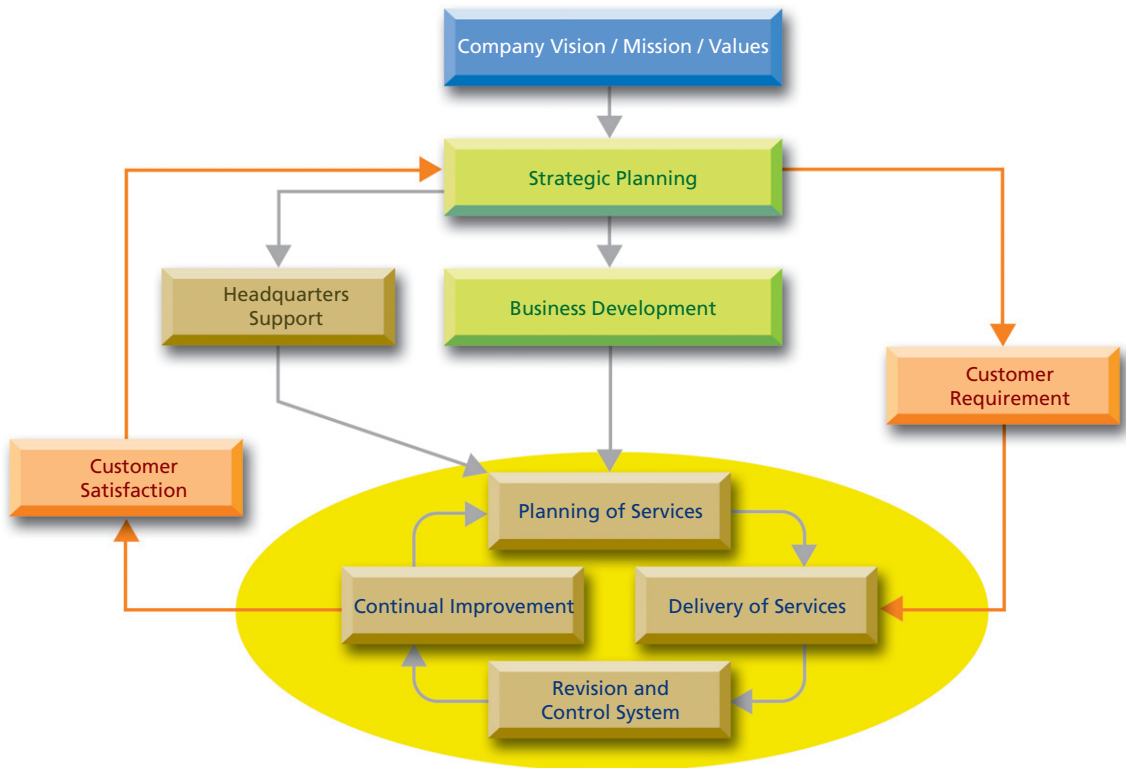 Company Vision / Mission / Values
Strategic Planning
Headquarters
Support
Business Development
Customer
Requirement
Customer
Satisfaction
Planning of Services
Continual Improvement
Delivery of Services
Revision and
Control System